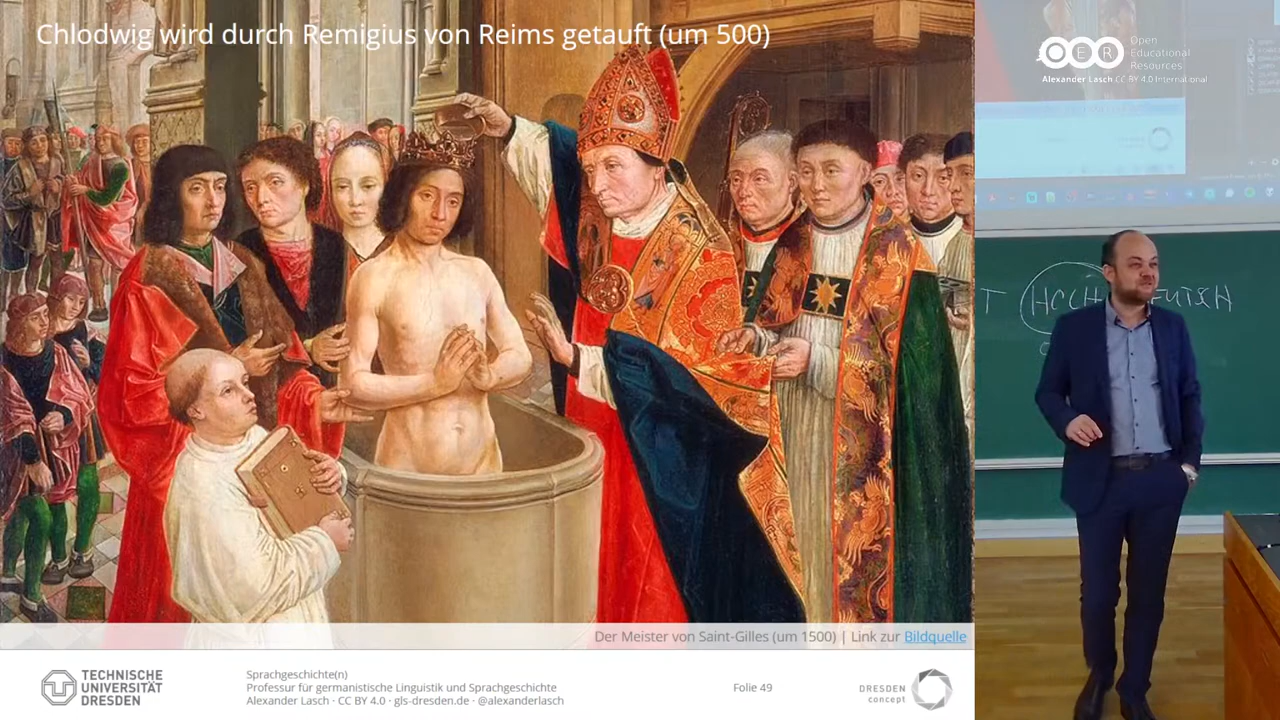 Chlodwig wird durch Remigius von Reims getauft (um 500)
Der Meister von Saint-Gilles (um 1500) | Link zur Bildquelle
TECHNISCHE
UNIVERSITÄT
DRESDEN
Sprachgeschichte(n)
Professur für germanistische Linguistik und Sprachgeschichte
Alexander Lasch · CC BY 4.0 · gls-dresden.de · @alexanderlasch
Folie 49
DRESDEN
concept
OER
Open
Educational
Resources
Alexander Lasch CC BY 4.0 International
T HOCH